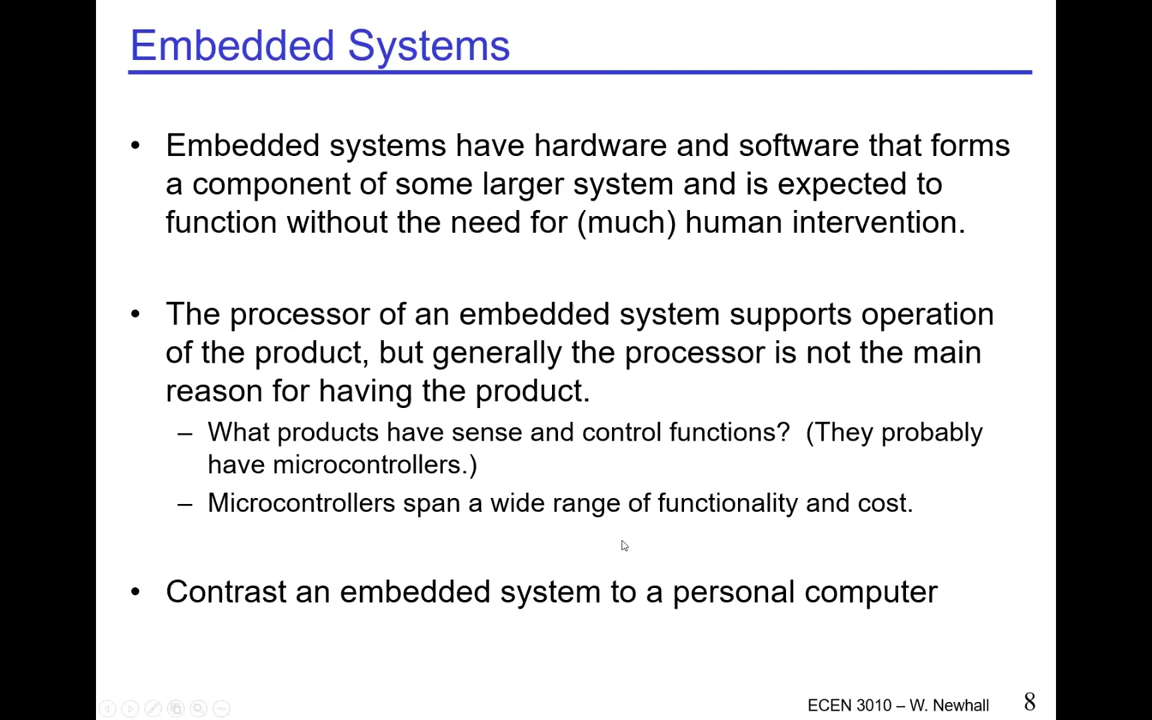 Embedded Systems
• Embedded systems have hardware and software that forms
a component of some larger system and is expected to
function without the need for (much) human intervention.
• The processor of an embedded system supports operation
of the product, but generally the processor is not the main
reason for having the product.
– What products have sense and control functions?  (They probably
have microcontrollers.)
– Microcontrollers span a wide range of functionality and cost.
• Contrast an embedded system to a personal computer
ECEN 3010 – W. Newhall 8